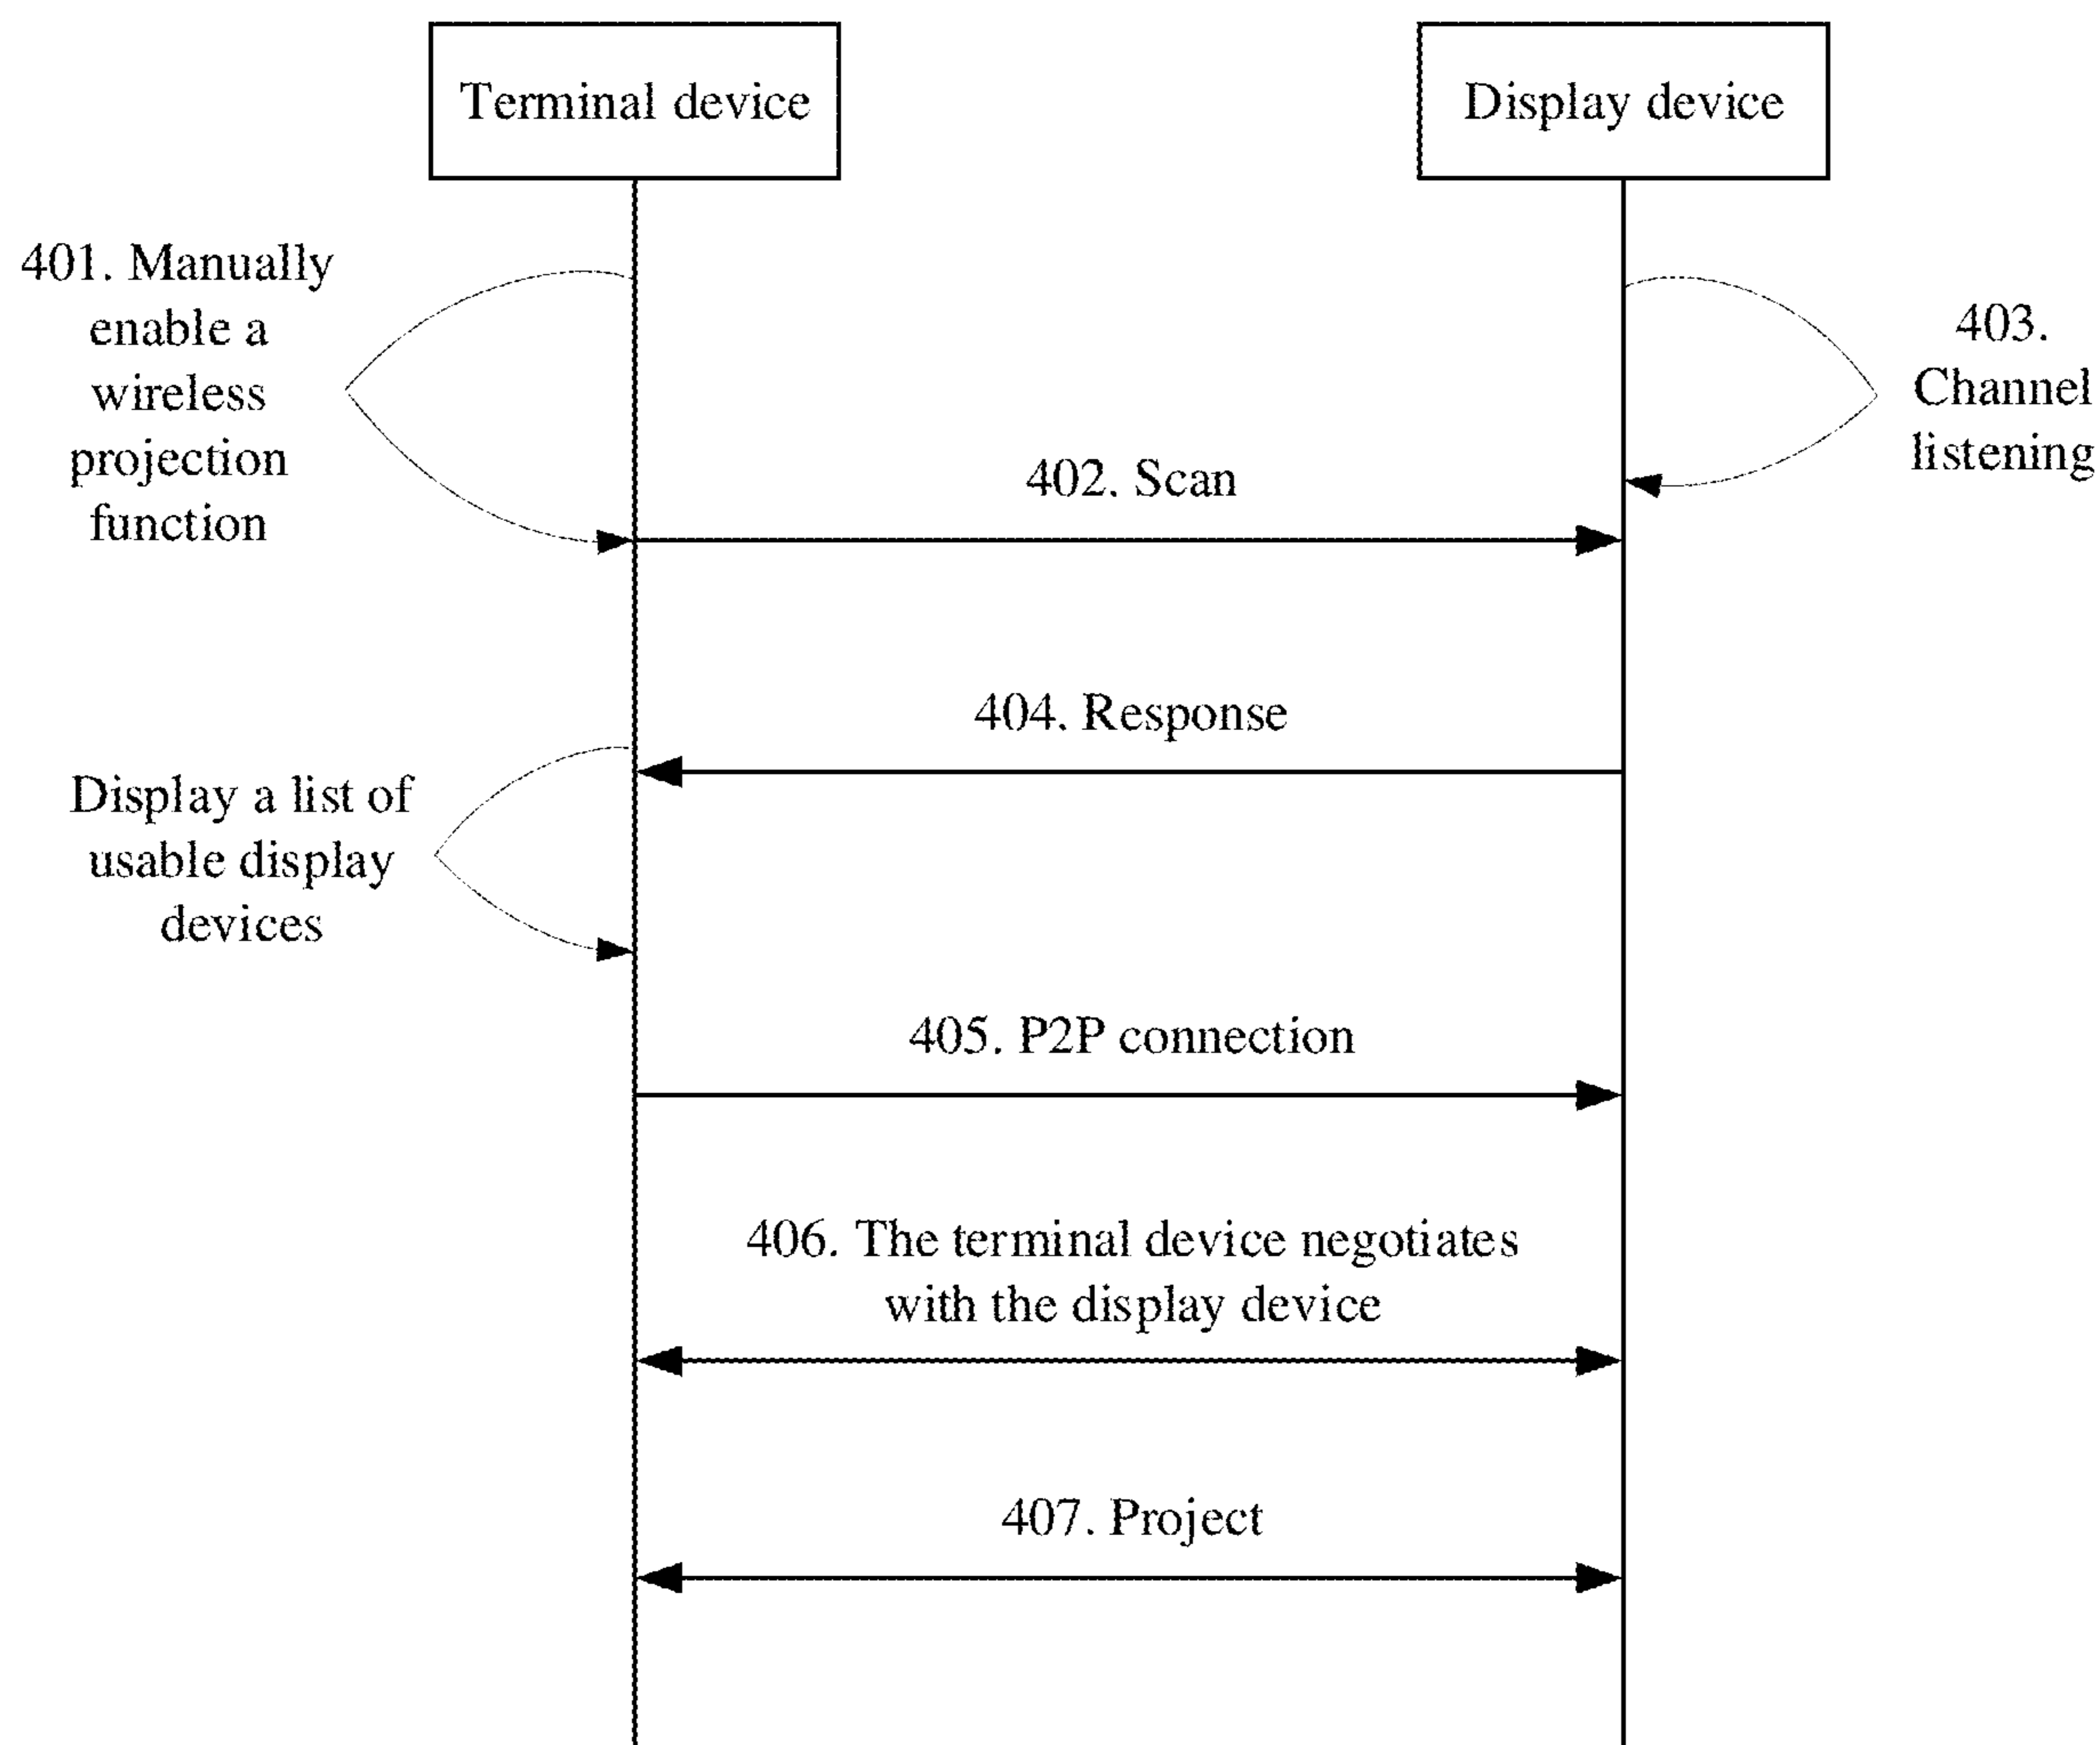 Terminal device
Display device
401. Manually
enable a
wireless
projection
function
403.
Channel
listening
402. Scan
404. Response
Display a list of
usable display
devices
405. P2P connection
406. The terminal device negotiates
with the display device
407. Project